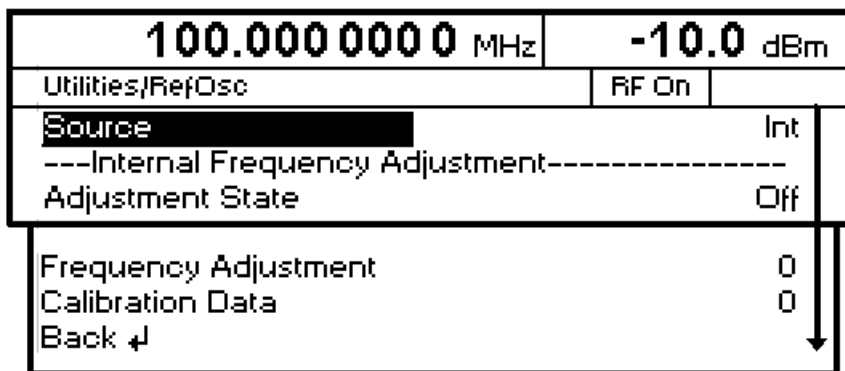 100.000 000 0 MHz -10.0 dBm
Utilities/RefOsc RF On
Source Int
---Internal Frequency Adjustment---------------
Adjustment State Off
Frequency Adjustment 0
Calibration Data 0
Back ↲